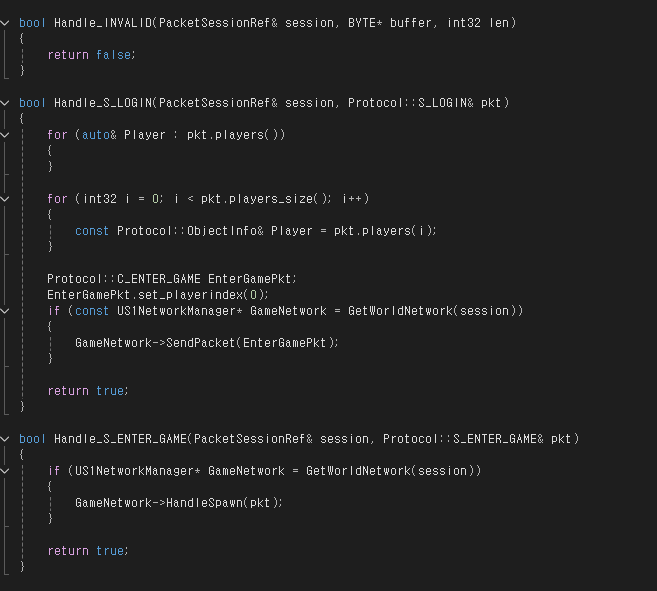 bool Handle_INVALID(PacketSessionRef& session, BYTE* buffer, int32 len)
{
return false;
}
bool Handle_S_LOGIN(PacketSessionRef& session, Protocol::S_LOGIN& pkt)
{
for (auto& Player : pkt.players())
{
}
for (int32 i = 0; i < pkt.players_size(); i++)
{
const Protocol::ObjectInfo& Player = pkt.players(i);
}
Protocol::C_ENTER_GAME EnterGamePkt;
EnterGamePkt.set_playerindex(0);
if (const US1NetworkManager* GameNetwork = GetWorldNetwork(session))
{
GameNetwork->SendPacket(EnterGamePkt);
}
return true;
}
bool Handle_S_ENTER_GAME(PacketSessionRef& session, Protocol::S_ENTER_GAME& pkt)
{
if (US1NetworkManager* GameNetwork = GetWorldNetwork(session))
{
GameNetwork->HandleSpawn(pkt);
}
return true;
}